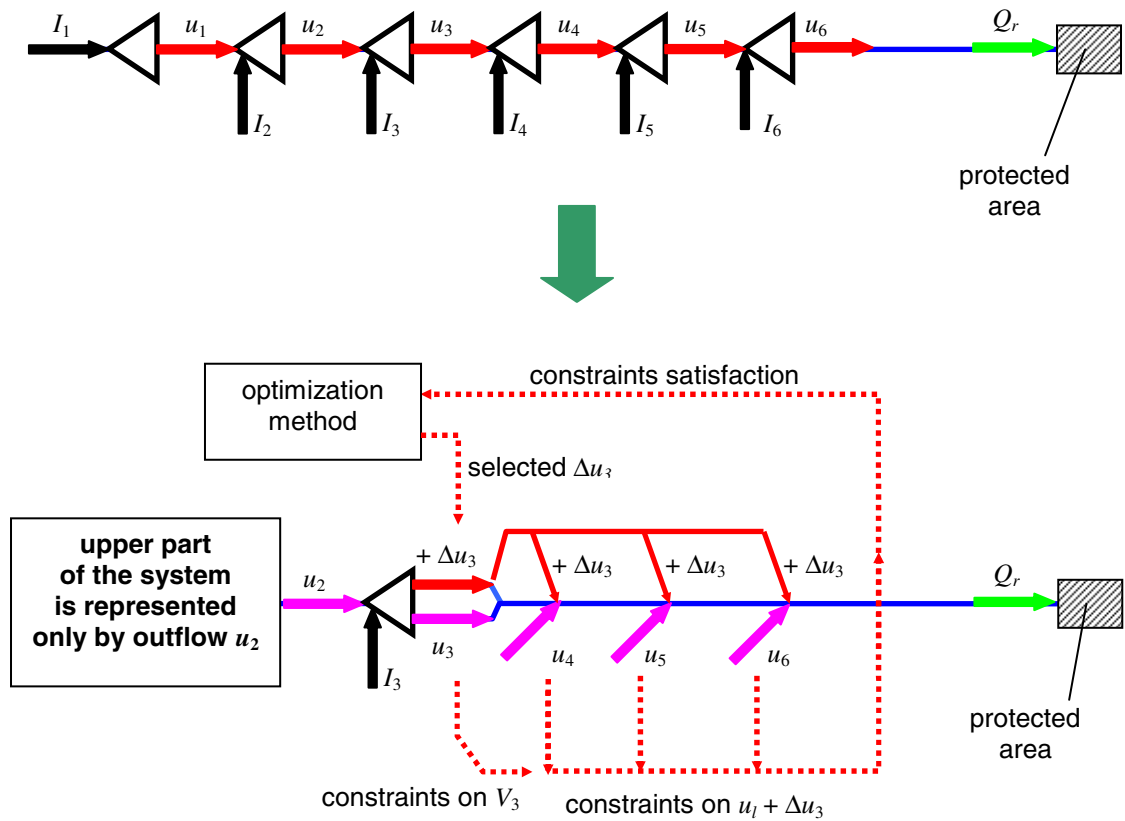 I₁ u₁ u₂ u₃ u₄ u₅ u₆ Qᵣ
I₂ I₃ I₄ I₅ I₆
protected
area
optimization
method
constraints satisfaction
selected Δu₃
upper part
of the system
is represented
only by outflow u₂
u₂
+ Δu₃
+ Δu₃
+ Δu₃
+ Δu₃
Qᵣ
I₃
u₃
u₄
u₅
u₆
protected
area
constraints on V₃
constraints on uₗ + Δu₃